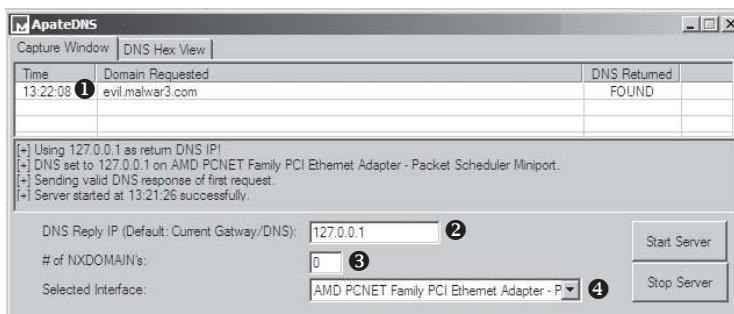 ApateDNS
Capture Window DNS Hex View
Time Domain Requested DNS Returned
13:22:08 ❶ evil.malwar3.com FOUND
[+] Using 127.0.0.1 as return DNS IP!
[+] DNS set to 127.0.0.1 on AMD PCNET Family PCI Ethernet Adapter - Packet Scheduler Miniport.
[+] Sending valid DNS response of first request.
[+] Server started at 13:21:26 successfully.
DNS Reply IP (Default: Current Gatway/DNS): 127.0.0.1 ❷
Start Server
# of NXDOMAIN's: 0 ❸
Selected Interface: AMD PCNET Family PCI Ethernet Adapter - P ❹
Stop Server